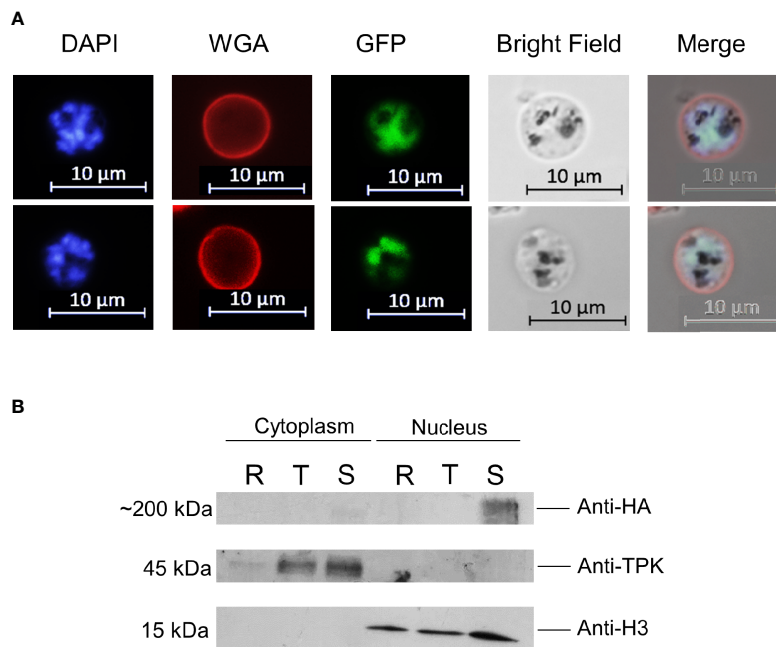 A
DAPI WGA GFP Bright Field Merge
10 µm 10 µm 10 µm 10 µm 10 µm
10 µm 10 µm 10 µm 10 µm 10 µm
B
Cytoplasm Nucleus
R T S R T S
~200 kDa Anti-HA
45 kDa Anti-TPK
15 kDa Anti-H3